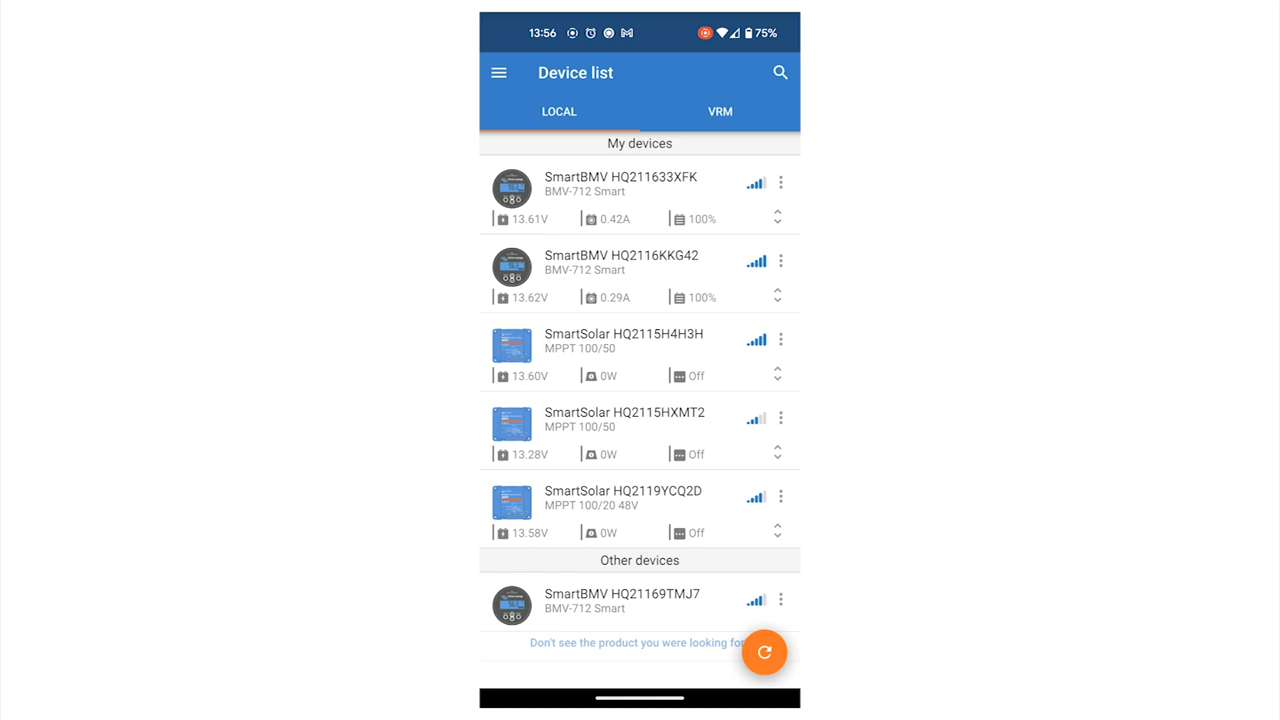 13:56 75%
Device list
LOCAL VRM
My devices
SmartBMV HQ211633XFK
BMV-712 Smart
13.61V 0.42A 100%
SmartBMV HQ2116KKG42
BMV-712 Smart
13.62V 0.29A 100%
SmartSolar HQ2115H4H3H
MPPT 100/50
13.60V 0W Off
SmartSolar HQ2115HXMT2
MPPT 100/50
13.28V 0W Off
SmartSolar HQ2119YCQ2D
MPPT 100/20 48V
13.58V 0W Off
Other devices
SmartBMV HQ21169TMJ7
BMV-712 Smart
Don't see the product you were looking for